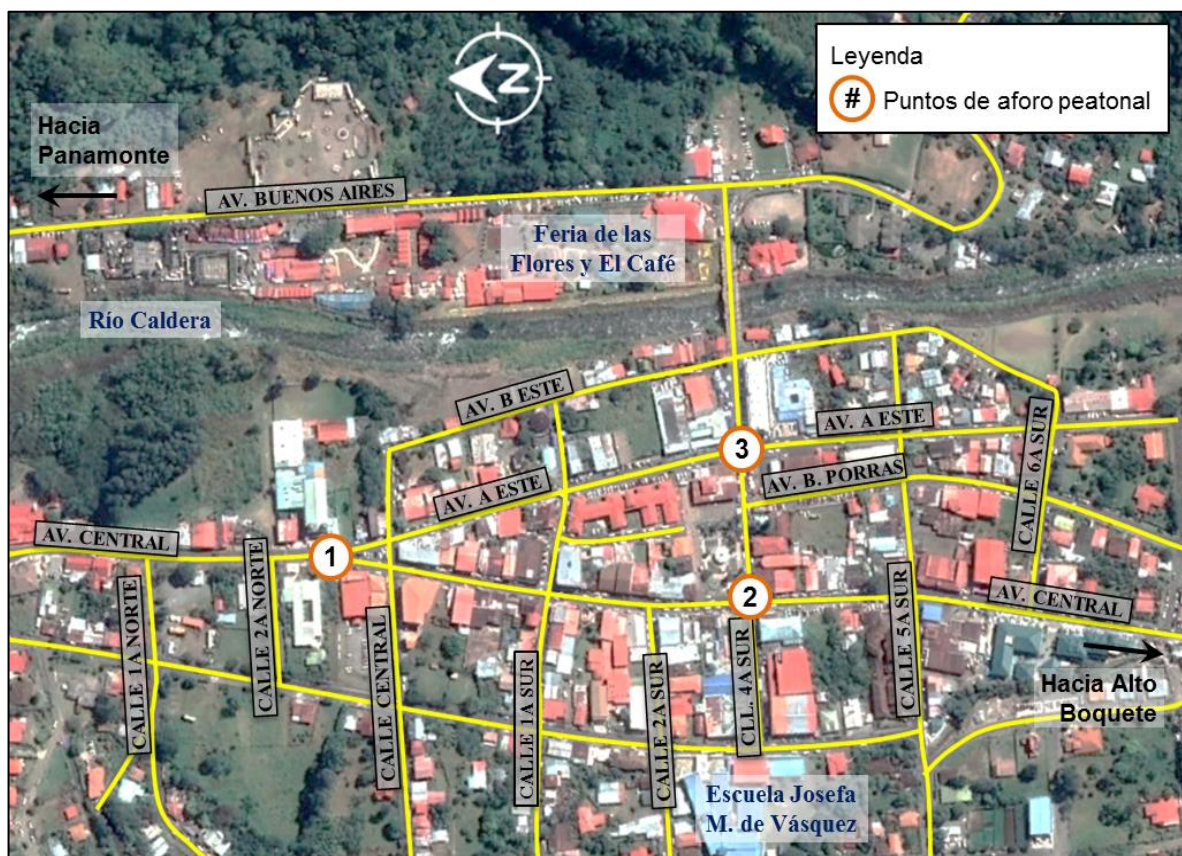 Leyenda
# Puntos de aforo peatonal
N
Hacia
Panamonte
AV. BUENOS AIRES
Feria de las
Flores y El Café
Río Caldera
AV. B ESTE
AV. A ESTE
3
AV. A ESTE
AV. B. PORRAS
CALLE 6A SUR
AV. CENTRAL
1
2
AV. CENTRAL
CALLE 1A NORTE
CALLE 2A NORTE
CALLE CENTRAL
CALLE 1A SUR
CALLE 2A SUR
CLL. 4A SUR
CALLE 5A SUR
Hacia Alto
Boquete
Escuela Josefa
M. de Vásquez